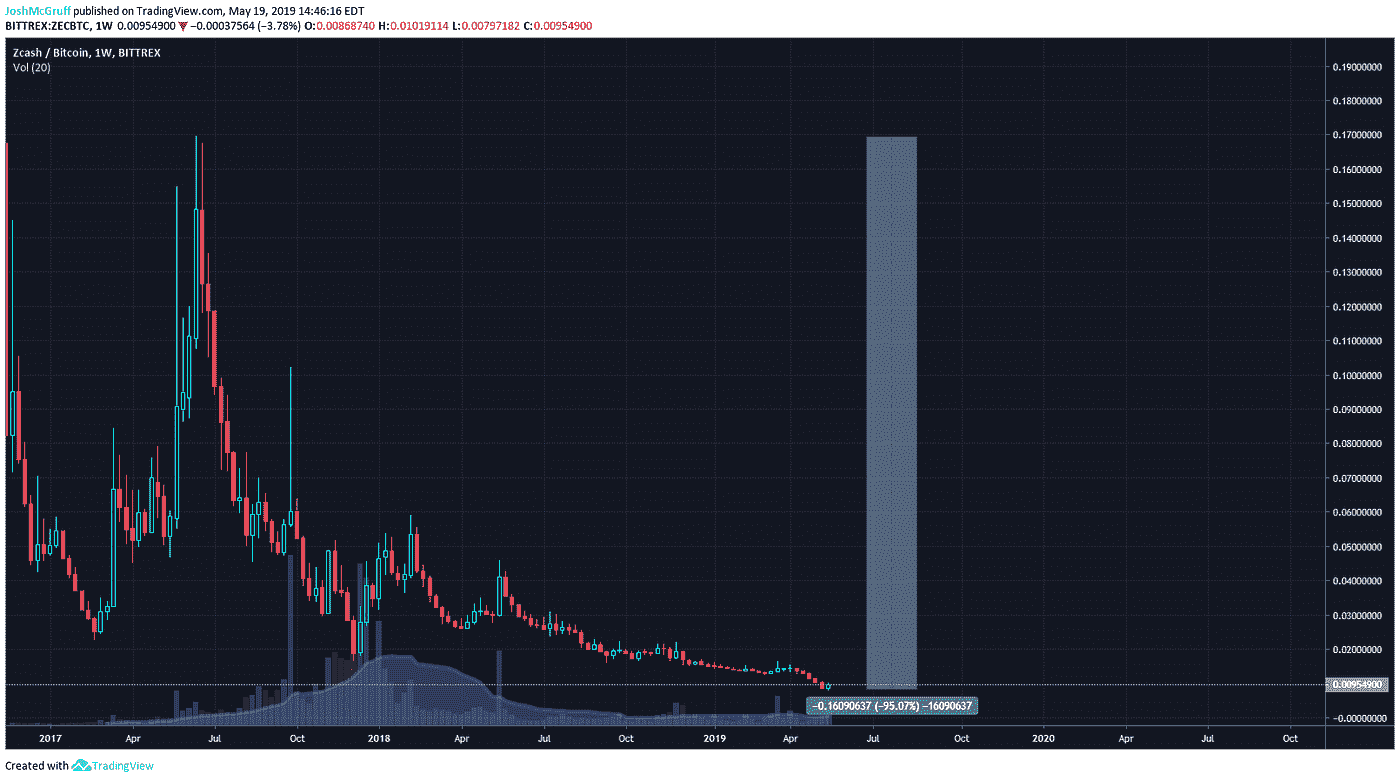 JoshMcGruff published on TradingView.com, May 19, 2019 14:46:16 EDT
BITTREX:ZECBTC, 1W 0.00954900 ▼ −0.00037564 (−3.78%) O:0.00868740 H:0.01019114 L:0.00797182 C:0.00954900
Zcash / Bitcoin, 1W, BITTREX
Vol (20)
0.19000000
0.18000000
0.17000000
0.16000000
0.15000000
0.14000000
0.13000000
0.12000000
0.11000000
0.10000000
0.09000000
0.08000000
0.07000000
0.06000000
0.05000000
0.04000000
0.03000000
0.02000000
0.00954900
−0.16090637 (−95.07%) −16090637
−0.00000000
2017 Apr Jul Oct 2018 Apr Jul Oct 2019 Apr Jul Oct 2020 Apr Jul Oct
Created with TradingView